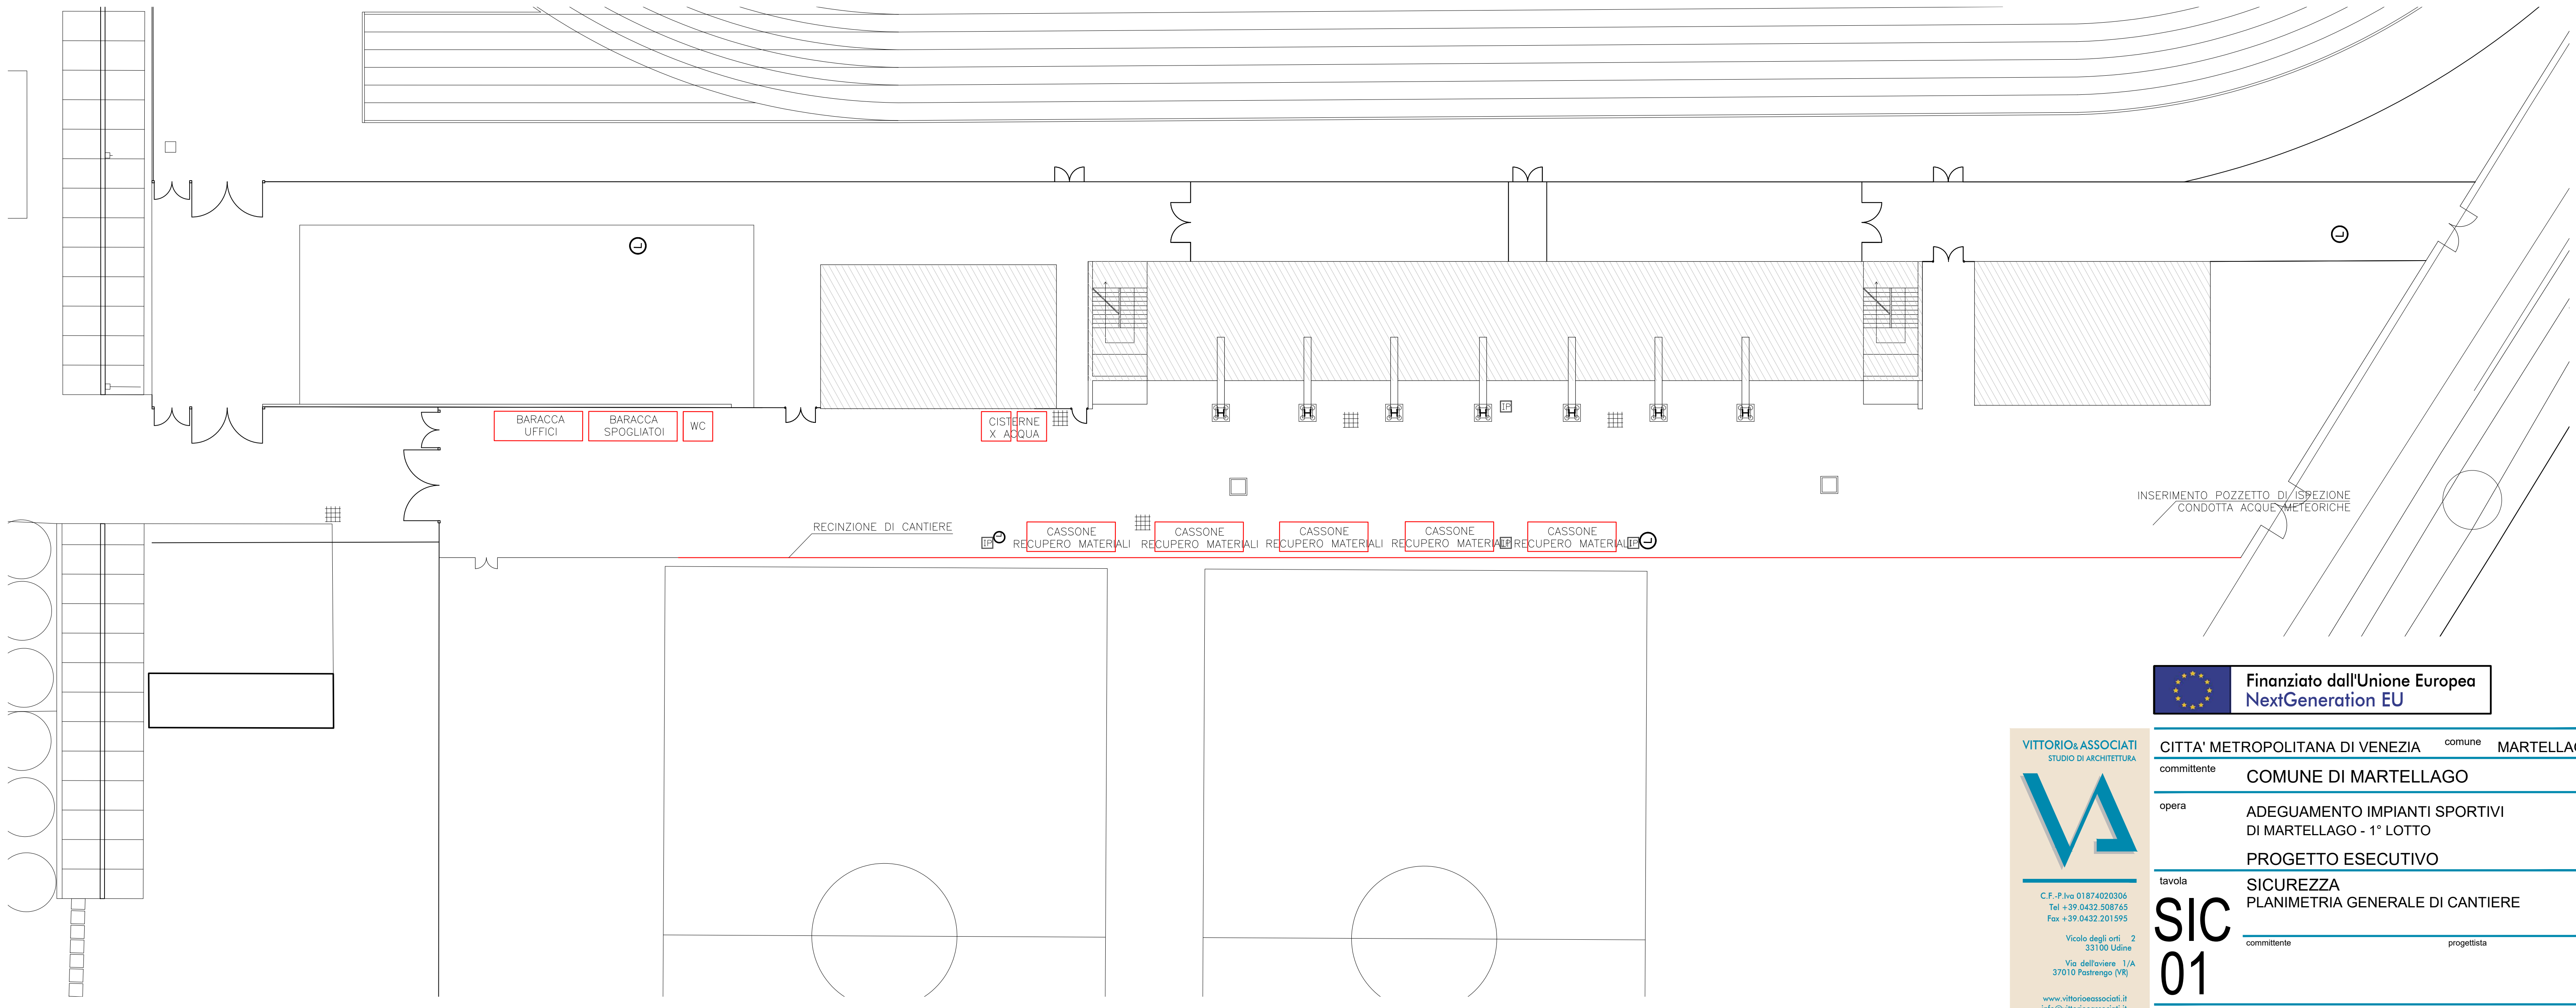 BARACCA
UFFICI
BARACCA
SPOGLIATOI
WC
CISTERNE
X ACQUA
IP
L
L
INSERIMENTO POZZETTO DI ISPEZIONE
CONDOTTA ACQUE METEORICHE
RECINZIONE DI CANTIERE
IP
L
CASSONE
RECUPERO MATERIALI
CASSONE
RECUPERO MATERIALI
CASSONE
RECUPERO MATERIALI
CASSONE
RECUPERO MATERIALI
IP
CASSONE
RECUPERO MATERIALI
IP
L
Finanziato dall'Unione Europea
NextGeneration EU
VITTORIO&ASSOCIATI
STUDIO DI ARCHITETTURA
C.F.-P.Iva 01874020306
Tel +39.0432.508765
Fax +39.0432.201595
Vicolo degli orti 2
33100 Udine
Via dell'aviere 1/A
37010 Pastrengo (VR)
www.vittorioeassociati.it
CITTA' METROPOLITANA DI VENEZIA comune MARTELLAG
committente COMUNE DI MARTELLAGO
opera ADEGUAMENTO IMPIANTI SPORTIVI
DI MARTELLAGO - 1° LOTTO
PROGETTO ESECUTIVO
tavola SICUREZZA
PLANIMETRIA GENERALE DI CANTIERE
SIC
01
committente progettista